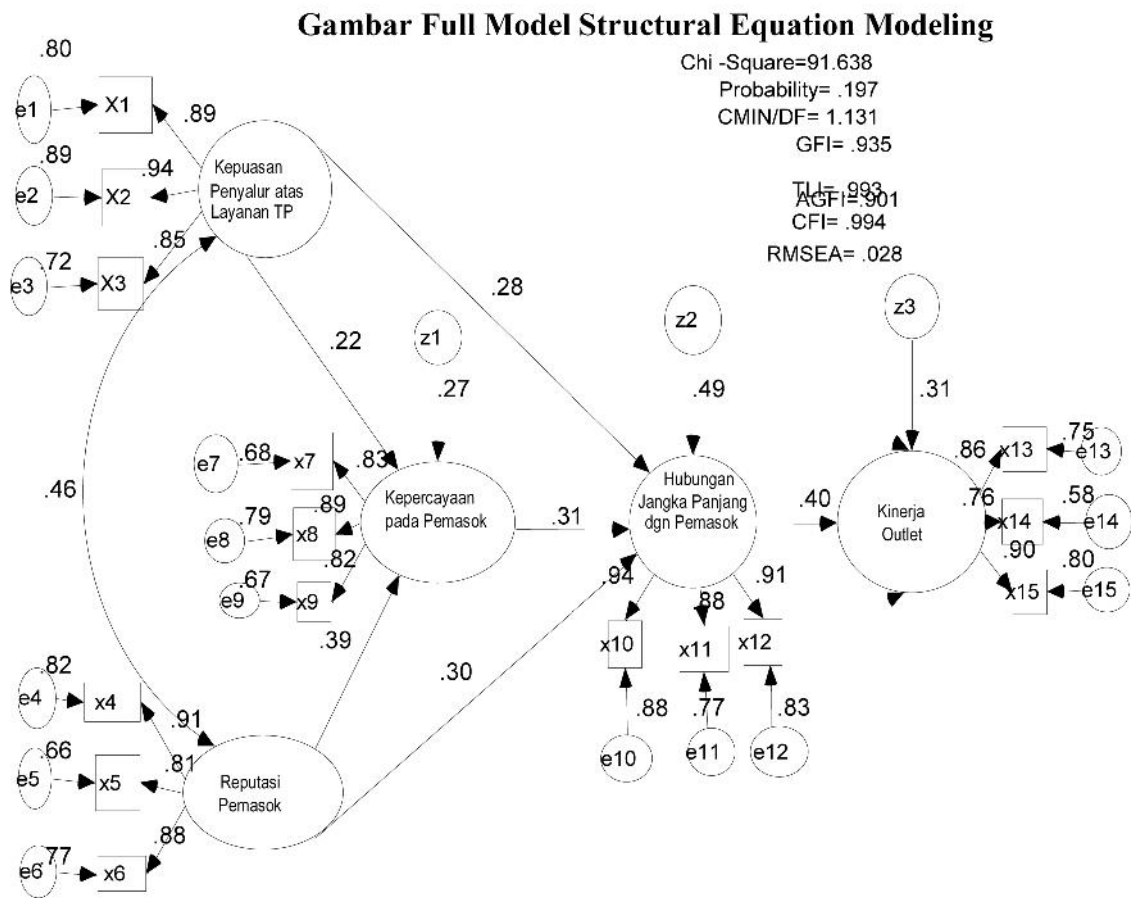 Gambar Full Model Structural Equation Modeling
Chi -Square=91.638
Probability= .197
CMIN/DF= 1.131
GFI= .935
TLI= .993
AGFI=.901
CFI= .994
RMSEA= .028
.80
e1
X1
.89
.89
e2
X2
.94
.72
e3
X3
.85
Kepuasan
Penyalur atas
Layanan TP
.28
.22
z1
.27
z2
.49
z3
.31
.46
e7
.68
x7
.83
e8
.79
x8
.89
e9
.67
x9
.82
Kepercayaan
pada Pemasok
.31
.39
Hubungan
Jangka Panjang
dgn Pemasok
.40
Kinerja
Outlet
.86
x13
.75
e13
.76
x14
.58
e14
.90
x15
.80
e15
.94
.88
.91
x10
x11
x12
.88
.77
.83
e10
e11
e12
.30
.82
e4
x4
.91
.66
e5
x5
.81
.77
e6
x6
.88
Reputasi
Pemasok